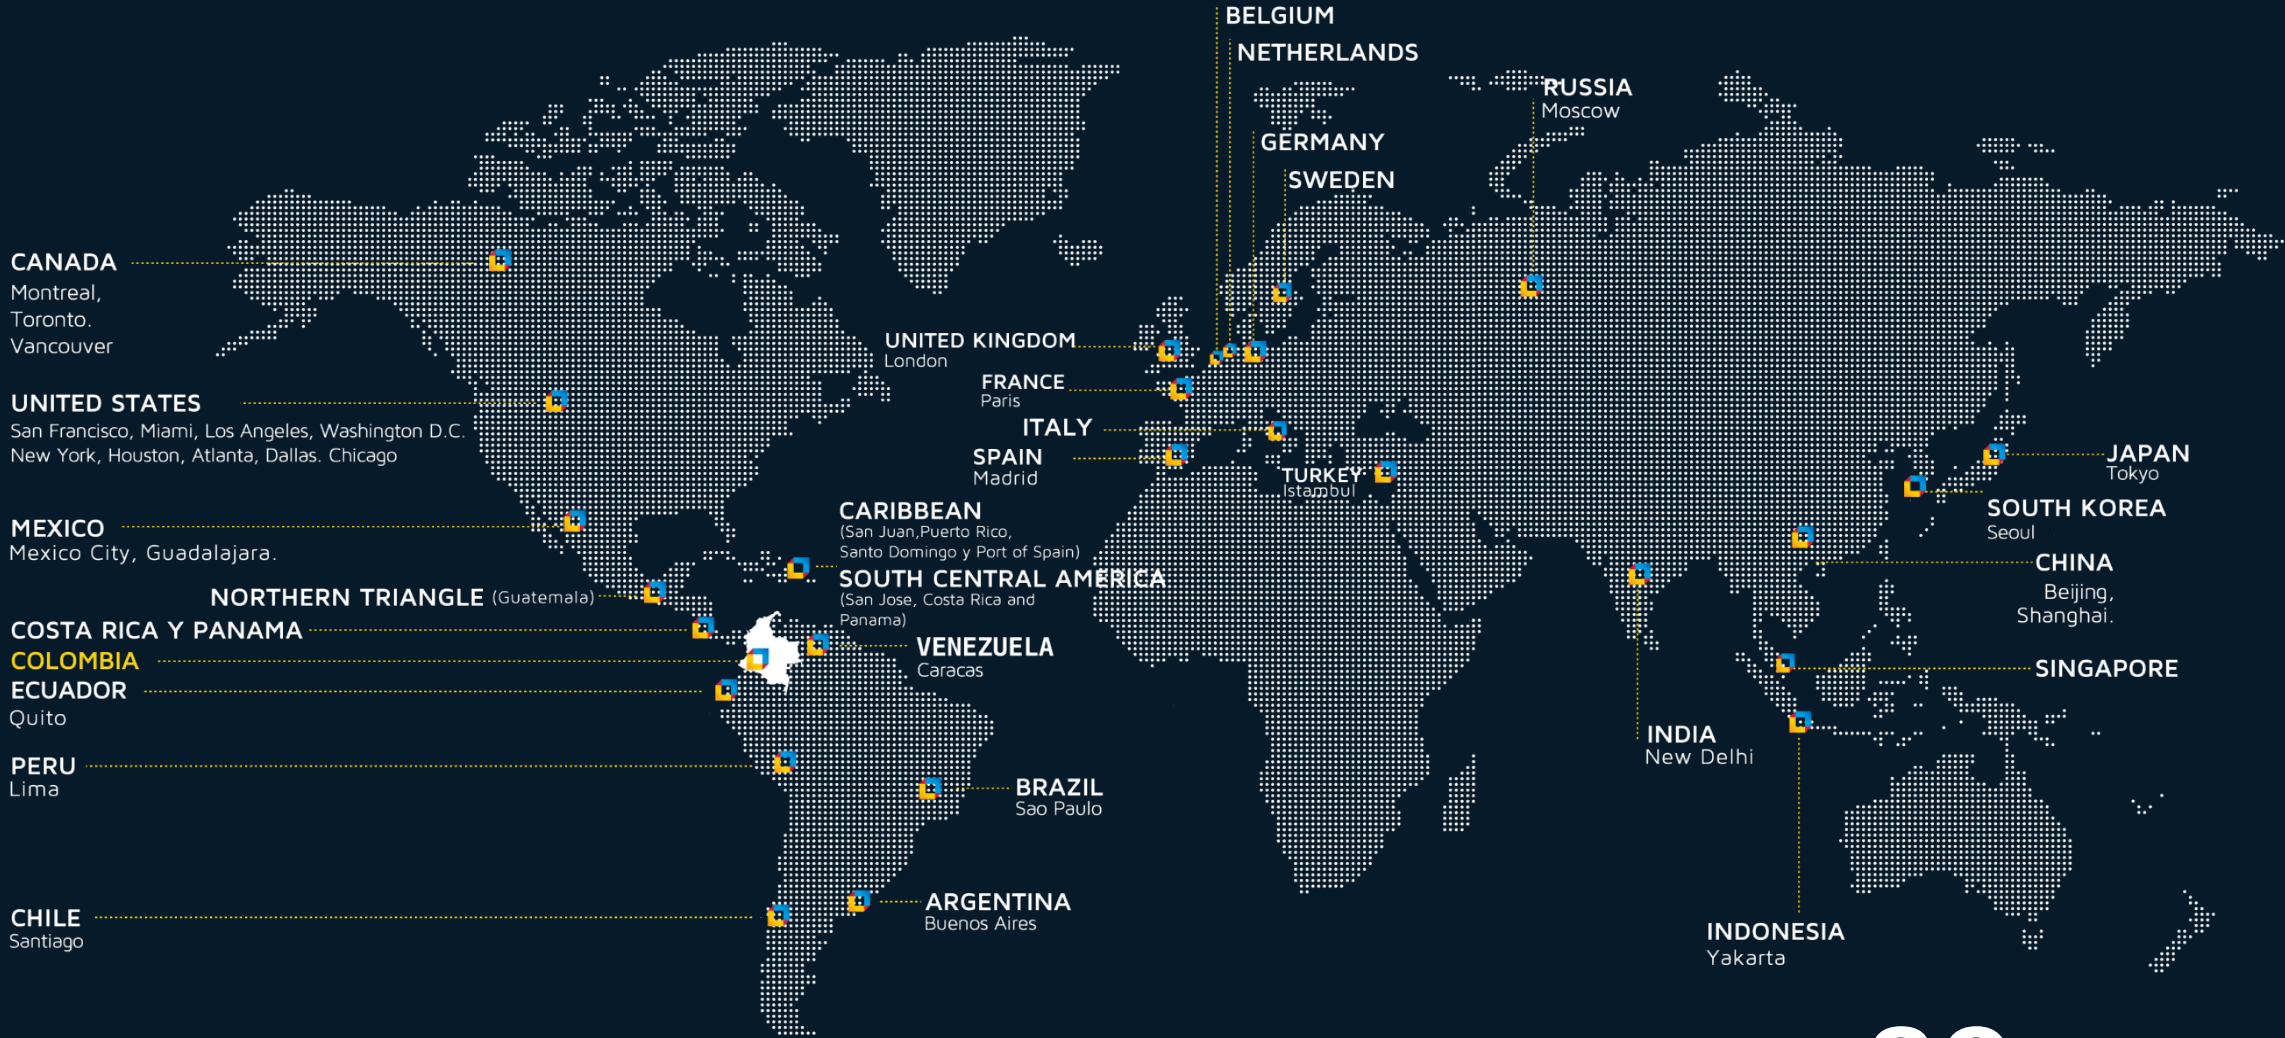 BELGIUM
NETHERLANDS
RUSSIA
Moscow
GERMANY
SWEDEN
CANADA
Montreal,
Toronto.
Vancouver
UNITED KINGDOM
London
FRANCE
Paris
UNITED STATES
San Francisco, Miami, Los Angeles, Washington D.C.
New York, Houston, Atlanta, Dallas. Chicago
ITALY
SPAIN
Madrid
TURKEY
Istambul
JAPAN
Tokyo
SOUTH KOREA
Seoul
MEXICO
Mexico City, Guadalajara.
CARIBBEAN
(San Juan,Puerto Rico,
Santo Domingo y Port of Spain)
SOUTH CENTRAL AMERICA
(San Jose, Costa Rica and
Panama)
CHINA
Beijing,
Shanghai.
NORTHERN TRIANGLE (Guatemala)
COSTA RICA Y PANAMA
COLOMBIA
VENEZUELA
Caracas
ECUADOR
Quito
SINGAPORE
INDIA
New Delhi
PERU
Lima
BRAZIL
Sao Paulo
CHILE
Santiago
ARGENTINA
Buenos Aires
INDONESIA
Yakarta